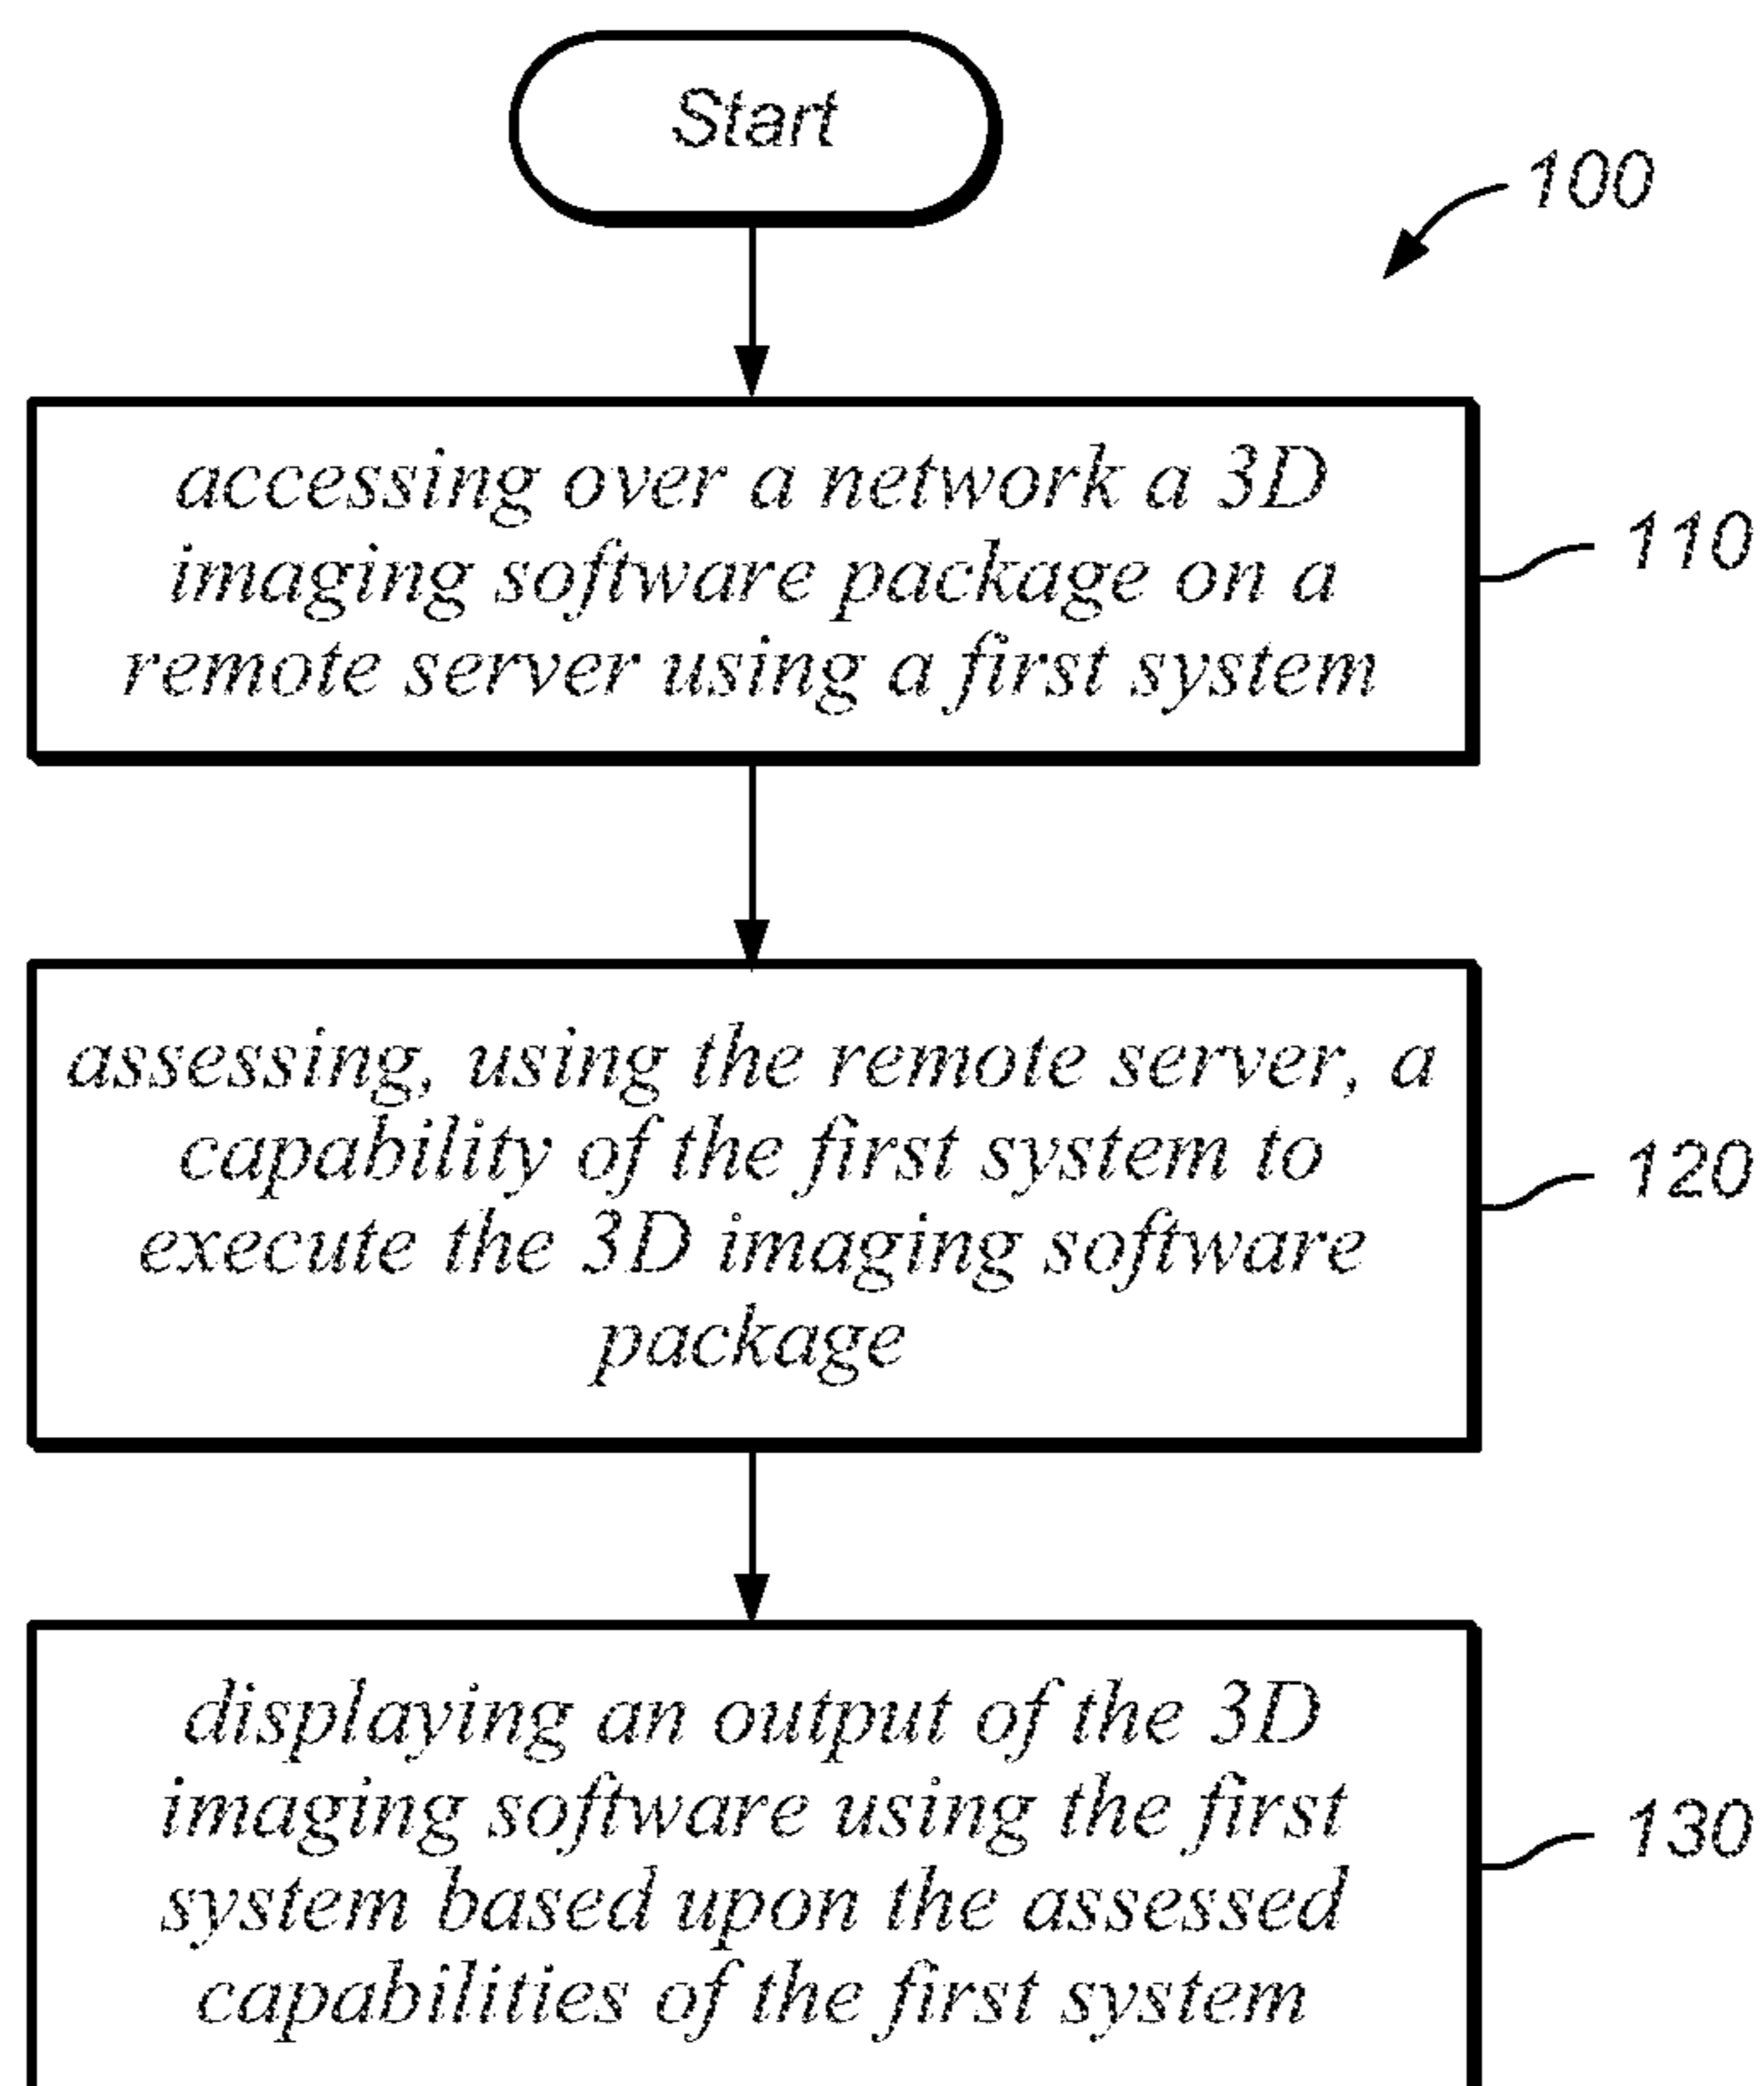 Start
100
accessing over a network a 3D
imaging software package on a
remote server using a first system
110
assessing, using the remote server, a
capability of the first system to
execute the 3D imaging software
package
120
displaying an output of the 3D
imaging software using the first
system based upon the assessed
capabilities of the first system
130